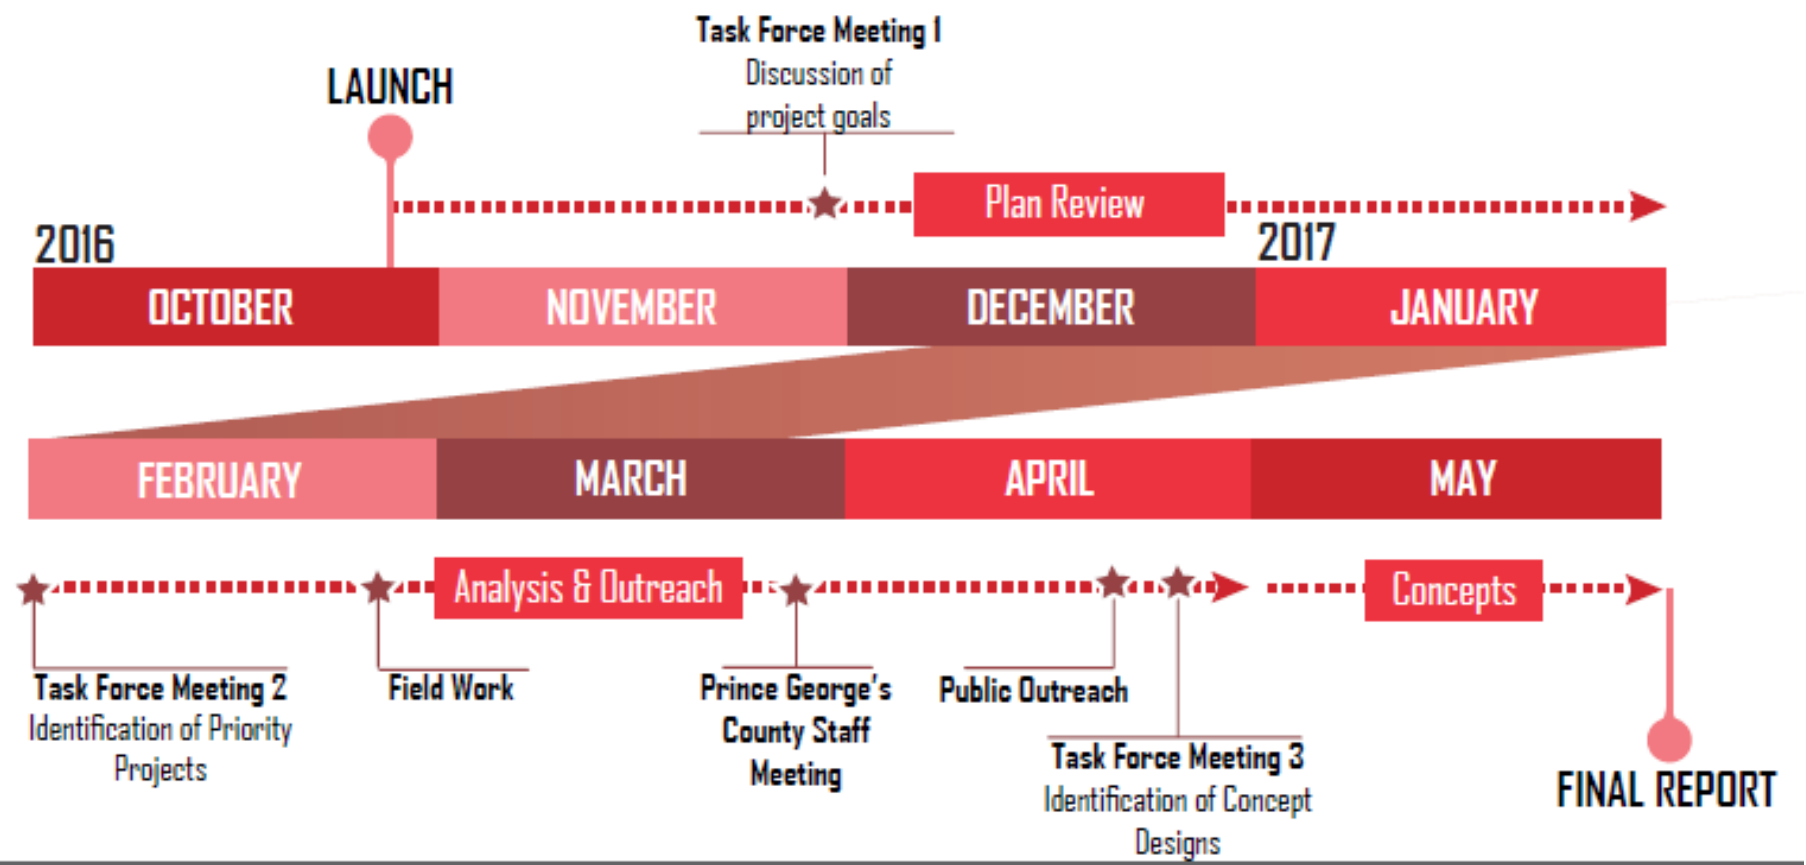 Task Force Meeting 1
Discussion of
project goals
LAUNCH
Plan Review
2016
2017
OCTOBER
NOVEMBER
DECEMBER
JANUARY
FEBRUARY
MARCH
APRIL
MAY
Analysis & Outreach
Concepts
Task Force Meeting 2
Identification of Priority
Projects
Field Work
Prince George's
County Staff
Meeting
Public Outreach
Task Force Meeting 3
Identification of Concept
Designs
FINAL REPORT